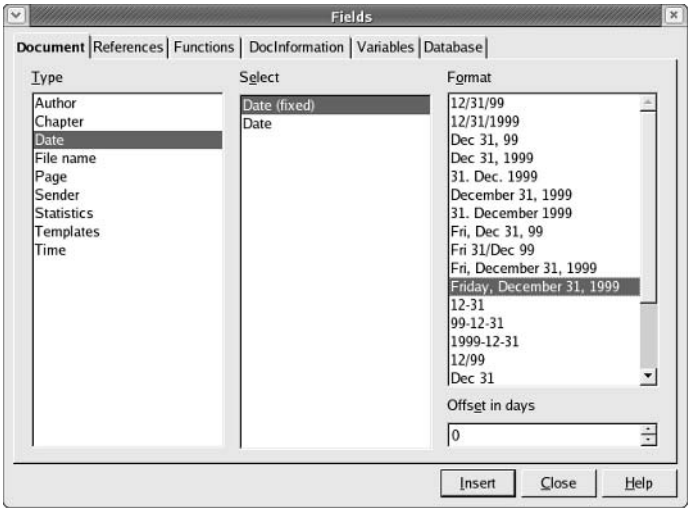 Fields
Document References Functions DocInformation Variables Database
Type
Author
Chapter
Date
File name
Page
Sender
Statistics
Templates
Time
Select
Date (fixed)
Date
Format
12/31/99
12/31/1999
Dec 31, 99
Dec 31, 1999
31. Dec. 1999
December 31, 1999
31. December 1999
Fri, Dec 31, 99
Fri 31/Dec 99
Fri, December 31, 1999
Friday, December 31, 1999
12-31
99-12-31
1999-12-31
12/99
Dec 31
Offset in days
0
Insert Close Help